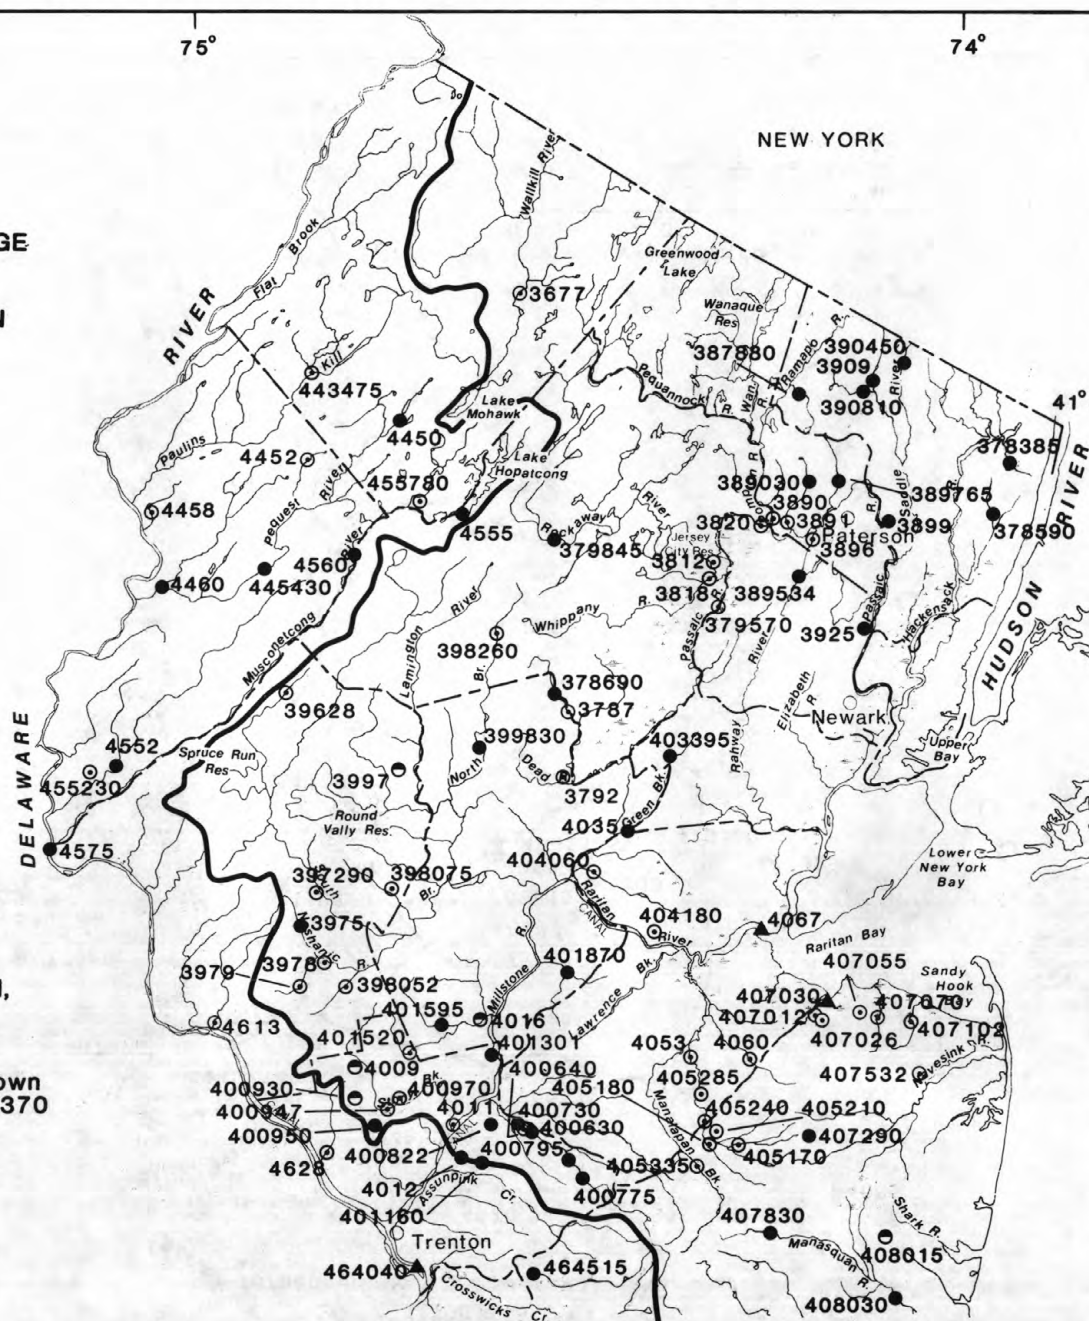 75°
74°
NEW YORK
GE
Flat Brook
Wallkill River
Greenwood
Lake
RIVER
3677
Wanaque
Res
Ramapo R.
387880
390450
3909
390810
River
Kill
443475
Pequannock R.
Wan. R.
41°
Lake
Mohawk
4450
Paulins
4452
Lake
Hopatcong
455780
378385
4458
Pequest River
River
389030
389765
3890
Saddle
R.
4555
Rockaway
3820
3891
3899
378590
RIVER
Jersey
City Res.
Paterson
3896
379845
4560
River
3812
4460
445430
3818
389534
River
Whippany R.
379570
Passaic R.
Passaic
3925
Hackensack
HUDSON
Musconetcong
Lamington
398260
Br.
River
378690
Elizabeth
R
39628
3787
Newark
399830
403395
Rahway
DELAWARE
4552
Spruce Run
Res
North
Dead R
Upper
Bay
455230
3997
3792
Round
Vally Res.
4035
Green Bk.
4575
404060
Lower
New York
Bay
397290
398075
Br.
Raritan
CANAL
404180
River
4067
3975
Neshanic
R.
R.
Raritan Bay
3979
3978
401870
Bk.
407055
Sandy
Hook
Bay
398052
Millstone
407030
401595
4016
Lawrence
407012
4613
407102
401520
401301
4053
4060
407026
Navesink R.
own
4009
400640
407532
370
400930
Bk.
400970
405180
405285
400947
4011
400730
405240
405210
400950
400630
407290
Manalapan
Bk.
400822
400795
405335
405170
4628
4012
Assunpink
Cr.
400775
401160
407830
Shark R.
Trenton
Manasquan R.
408015
464040
464515
Crosswicks
Cr
408030